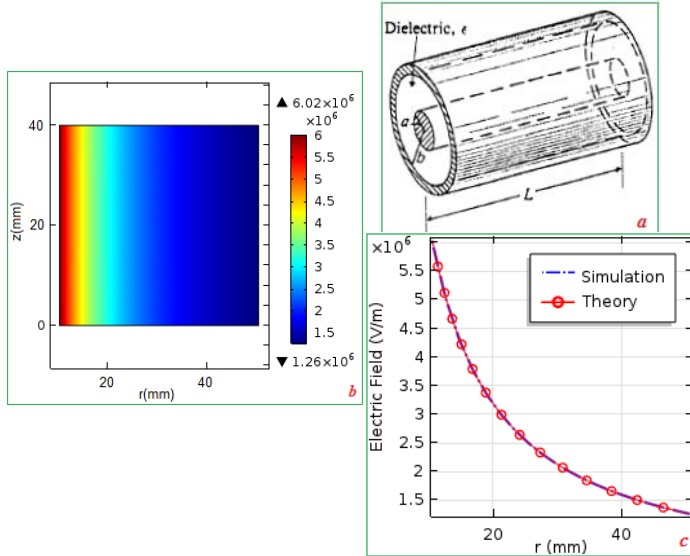 Dielectric, ϵ
a
b
L
a
▲ 6.02×10⁶
×10⁶
6
5.5
5
4.5
4
3.5
3
2.5
2
1.5
▼ 1.26×10⁶
40
20
0
z(mm)
20
40
r(mm)
b
×10⁶
5.5
5
4.5
4
3.5
3
2.5
2
1.5
Electric Field (V/m)
Simulation
Theory
20
40
r (mm)
c